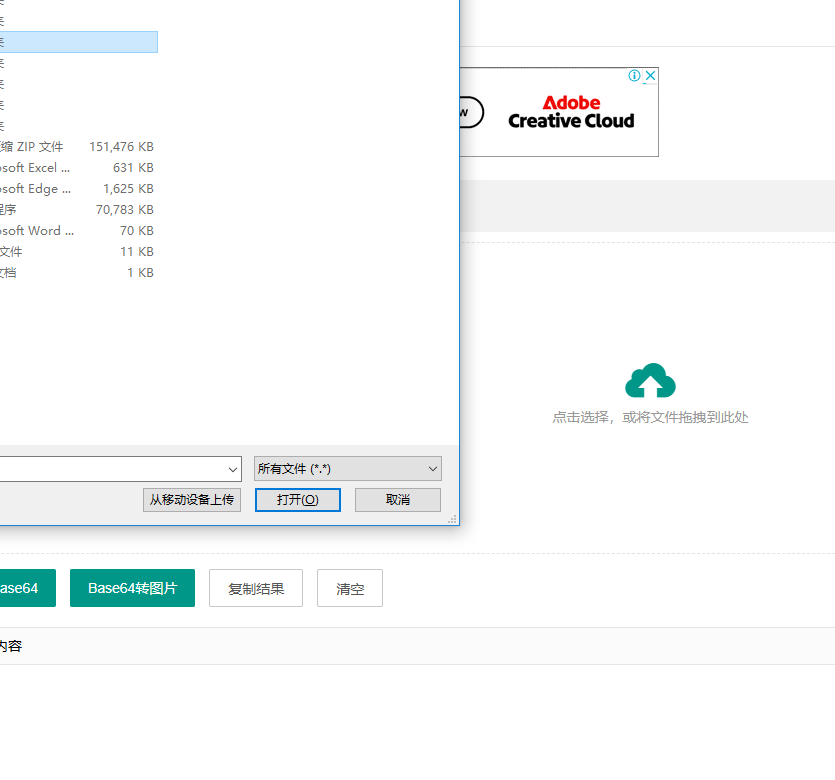 夹
夹
夹
夹
夹
夹
缩 ZIP 文件 151,476 KB
osoft Excel ... 631 KB
osoft Edge ... 1,625 KB
程序 70,783 KB
osoft Word ... 70 KB
文件 11 KB
文档 1 KB
W
Adobe
Creative Cloud
点击选择，或将文件拖拽到此处
所有文件 (*.*)
从移动设备上传 打开(O) 取消
ase64 Base64转图片 复制结果 清空
内容